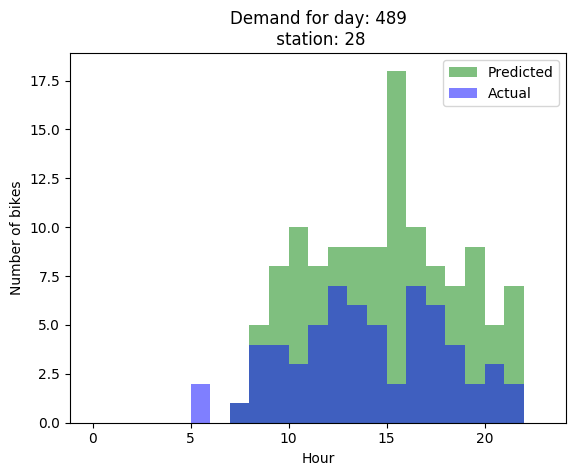 Demand for day: 489
station: 28
Predicted
Actual
Number of bikes
17.5
15.0
12.5
10.0
7.5
5.0
2.5
0.0
0
5
10
15
20
Hour